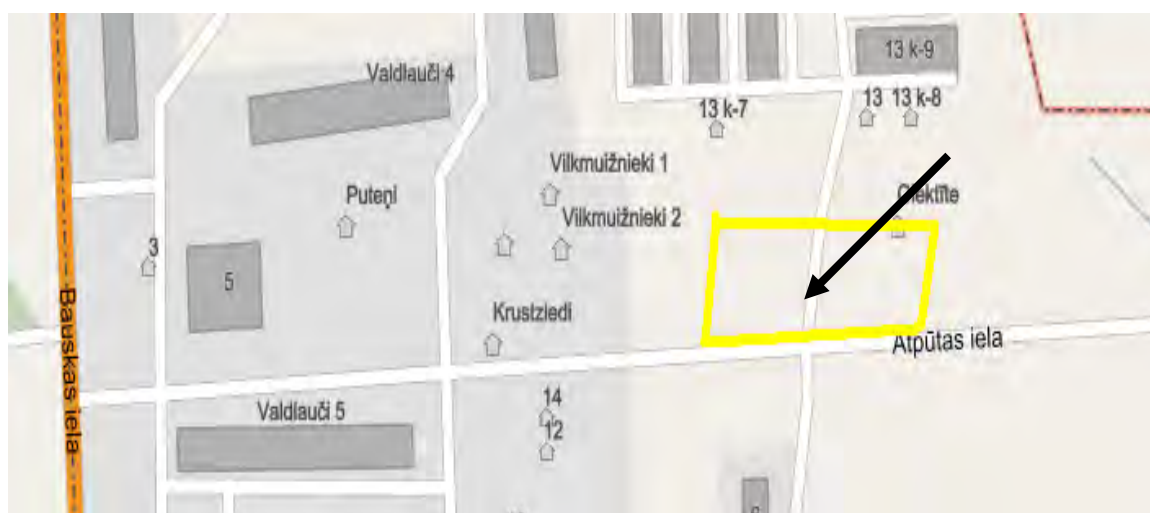 13 k-9
Valdlauči 4
13 k-7
13
13 k-8
Vilkmuižnieki 1
Puteņi
Vilkmuižnieki 2
3
5
Krustziedi
Bauskas iela
Atpūtas iela
14
Valdlauči 5
12